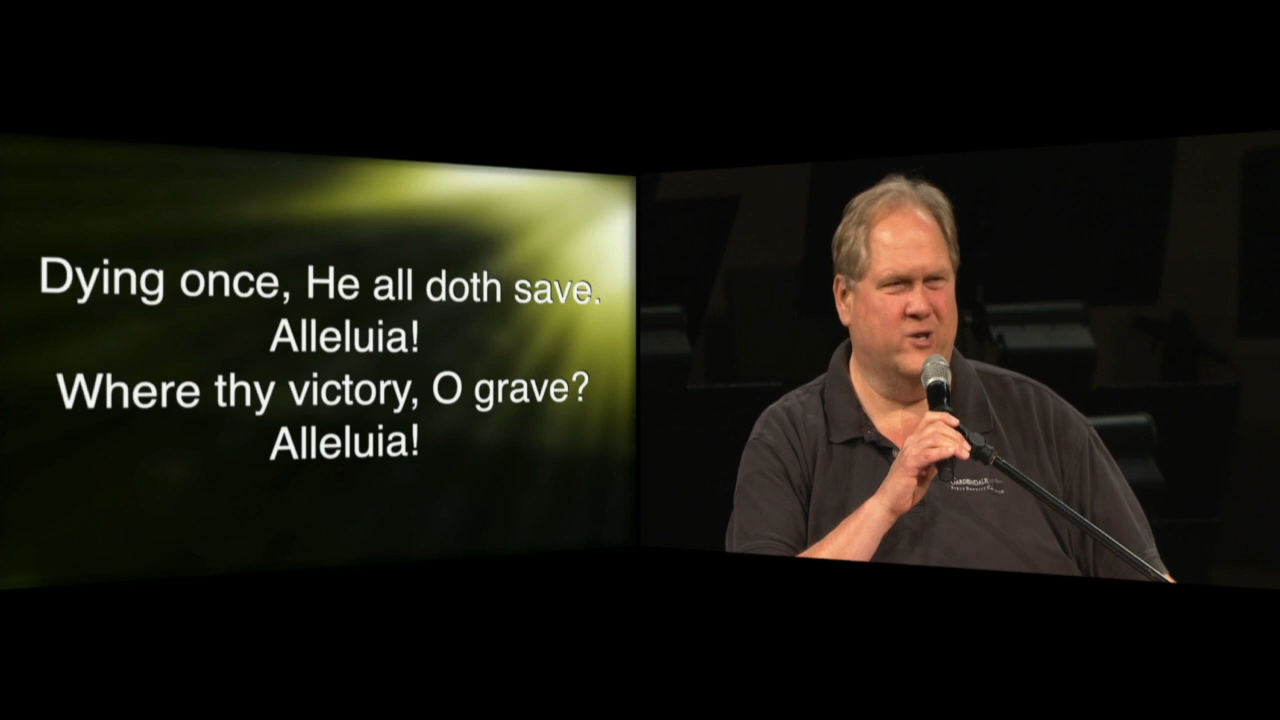 Dying once, He all doth save.
Alleluia!
Where thy victory, O grave?
Alleluia!